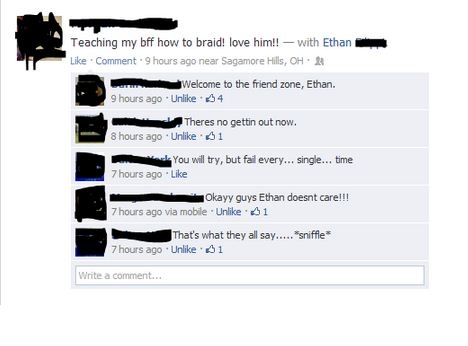 Teaching my bff how to braid! love him!! — with Ethan
Like · Comment · 9 hours ago near Sagamore Hills, OH ·
Welcome to the friend zone, Ethan.
9 hours ago · Unlike · 4
Theres no gettin out now.
8 hours ago · Unlike · 1
You will try, but fail every... single... time
7 hours ago · Like
Okayy guys Ethan doesnt care!!!
7 hours ago via mobile · Unlike · 1
That's what they all say.....*sniffle*
7 hours ago · Unlike · 1
Write a comment...